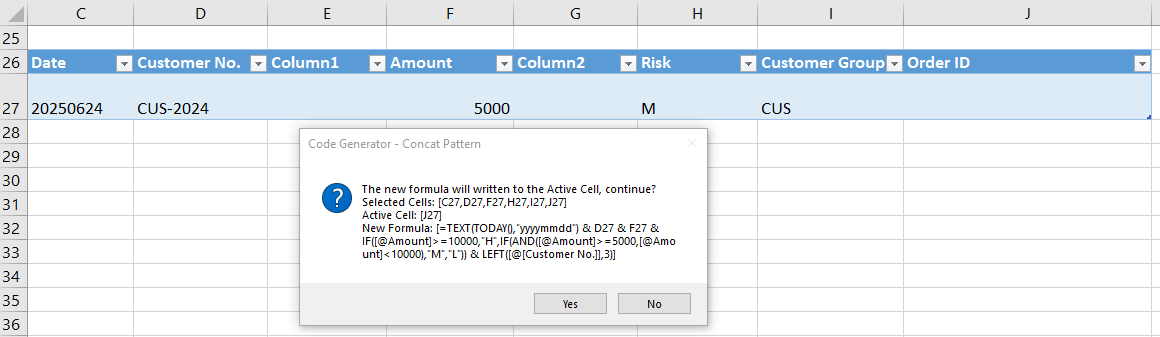 C D E F G H I J
25
26 Date Customer No. Column1 Amount Column2 Risk Customer Group Order ID
27 20250624 CUS-2024 5000 M CUS
28
Code Generator - Concat Pattern
29
30
The new formula will written to the Active Cell, continue?
Selected Cells: [C27,D27,F27,H27,I27,J27]
31
Active Cell: [J27]
New Formula: [=TEXT(TODAY(),"yyyymmdd") & D27 & F27 &
32
IF([@Amount]>=10000,"H",IF(AND([@Amount]>=5000,[@Amo
unt]<10000),"M","L")) & LEFT([@[Customer No.]],3)]
33
34
35
Yes No
36